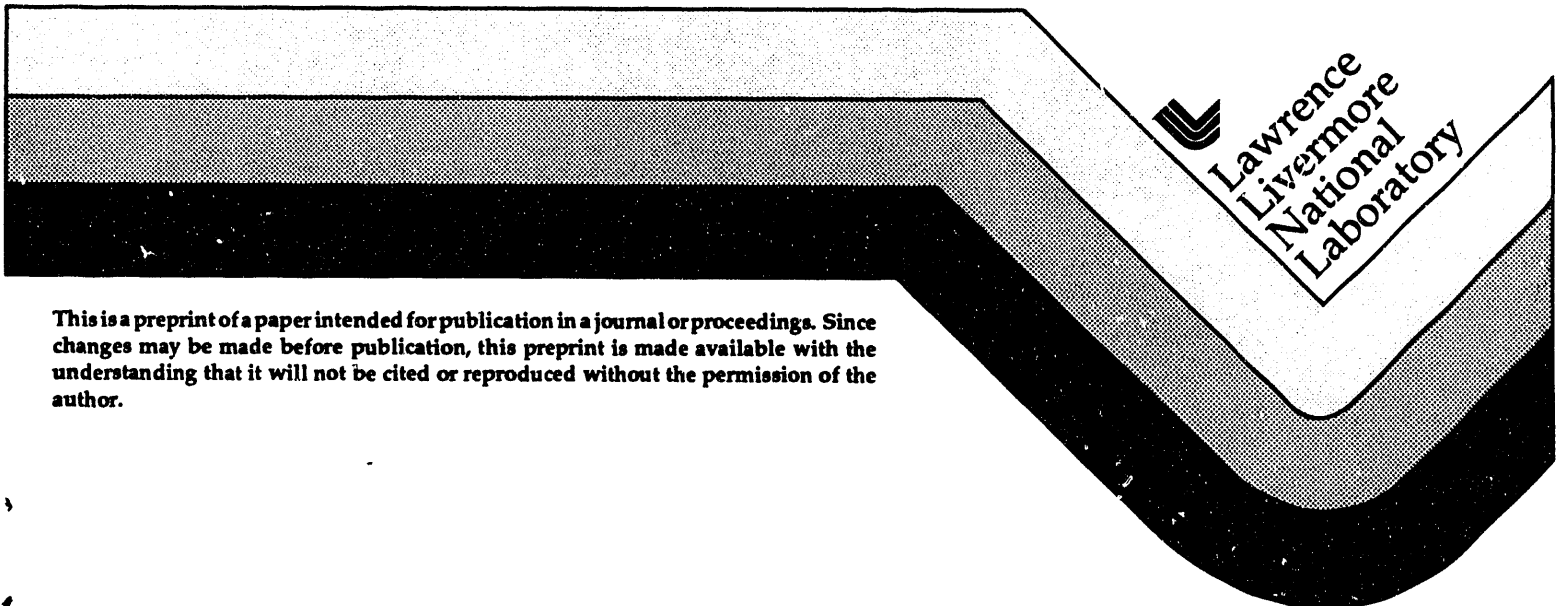 Lawrence
Livermore
National
Laboratory
This is a preprint of a paper intended for publication in a journal or proceedings. Since
changes may be made before publication, this preprint is made available with the
understanding that it will not be cited or reproduced without the permission of the
author.